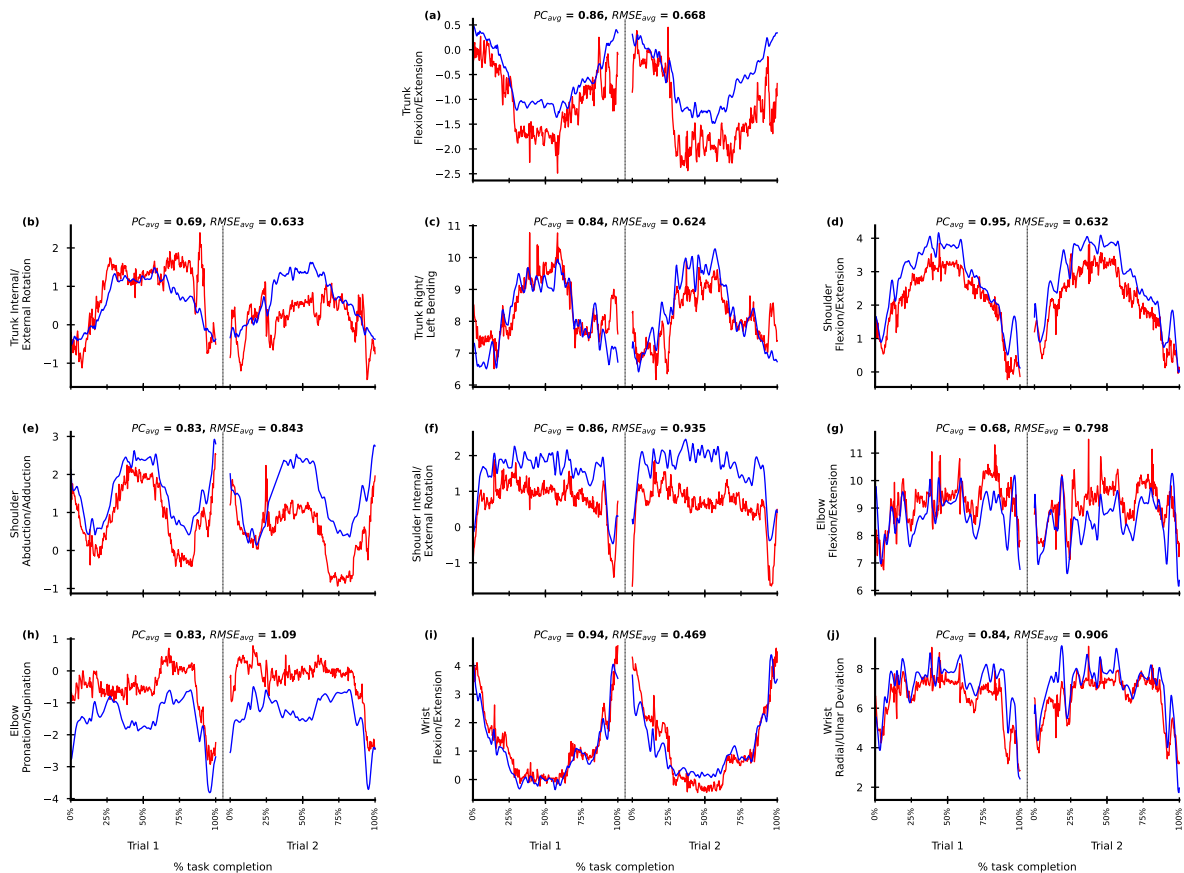 (a) PC_avg = 0.86, RMSE_avg = 0.668
Trunk
Flexion/Extension
0.5
0.0
−0.5
−1.0
−1.5
−2.0
−2.5
(b) PC_avg = 0.69, RMSE_avg = 0.633
Trunk Internal/
External Rotation
2
1
0
−1
(c) PC_avg = 0.84, RMSE_avg = 0.624
Trunk Right/
Left Bending
11
10
9
8
7
6
(d) PC_avg = 0.95, RMSE_avg = 0.632
Shoulder
Flexion/Extension
4
3
2
1
0
(e) PC_avg = 0.83, RMSE_avg = 0.843
Shoulder
Abduction/Adduction
3
2
1
0
−1
(f) PC_avg = 0.86, RMSE_avg = 0.935
Shoulder Internal/
External Rotation
2
1
0
−1
(g) PC_avg = 0.68, RMSE_avg = 0.798
Elbow
Flexion/Extension
11
10
9
8
7
6
(h) PC_avg = 0.83, RMSE_avg = 1.09
Elbow
Pronation/Supination
1
0
−1
−2
−3
−4
0% 25% 50% 75% 100% 0% 25% 50% 75% 100%
Trial 1 Trial 2
% task completion
(i) PC_avg = 0.94, RMSE_avg = 0.469
Wrist
Flexion/Extension
4
3
2
1
0
0% 25% 50% 75% 100% 0% 25% 50% 75% 100%
Trial 1 Trial 2
% task completion
(j) PC_avg = 0.84, RMSE_avg = 0.906
Wrist
Radial/Ulnar Deviation
8
6
4
2
0% 25% 50% 75% 100% 0% 25% 50% 75% 100%
Trial 1 Trial 2
% task completion